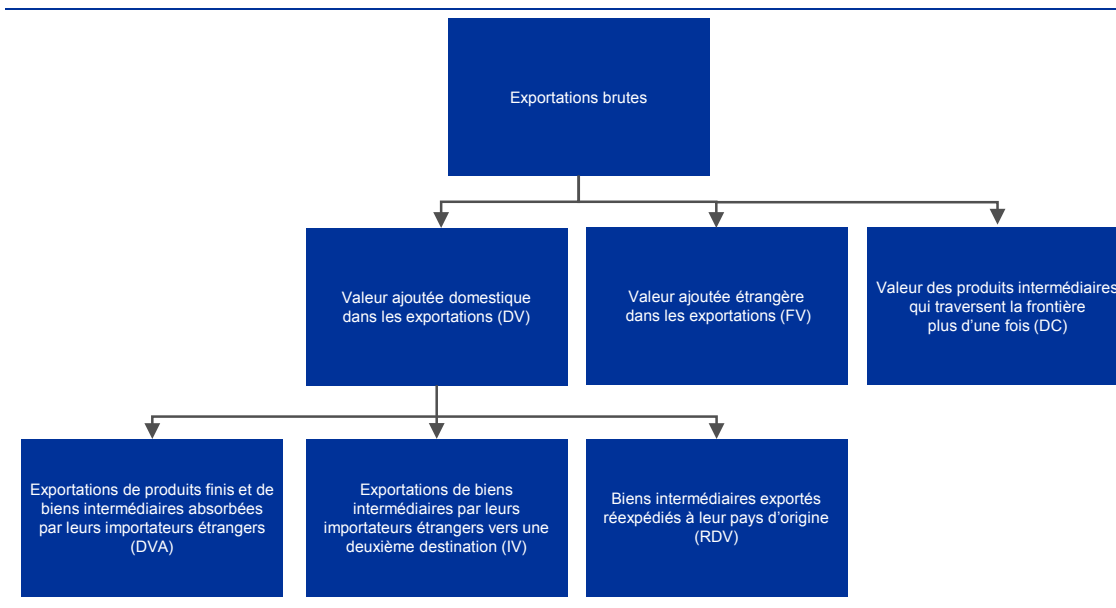 Exportations brutes
Valeur ajoutée domestique
dans les exportations (DV)
Valeur ajoutée étrangère
dans les exportations (FV)
Valeur des produits intermédiaires
qui traversent la frontière
plus d'une fois (DC)
Exportations de produits finis et de
biens intermédiaires absorbées
par leurs importateurs étrangers
(DVA)
Exportations de biens
intermédiaires par leurs
importateurs étrangers vers une
deuxième destination (IV)
Biens intermédiaires exportés
réexpédiés à leur pays d'origine
(RDV)